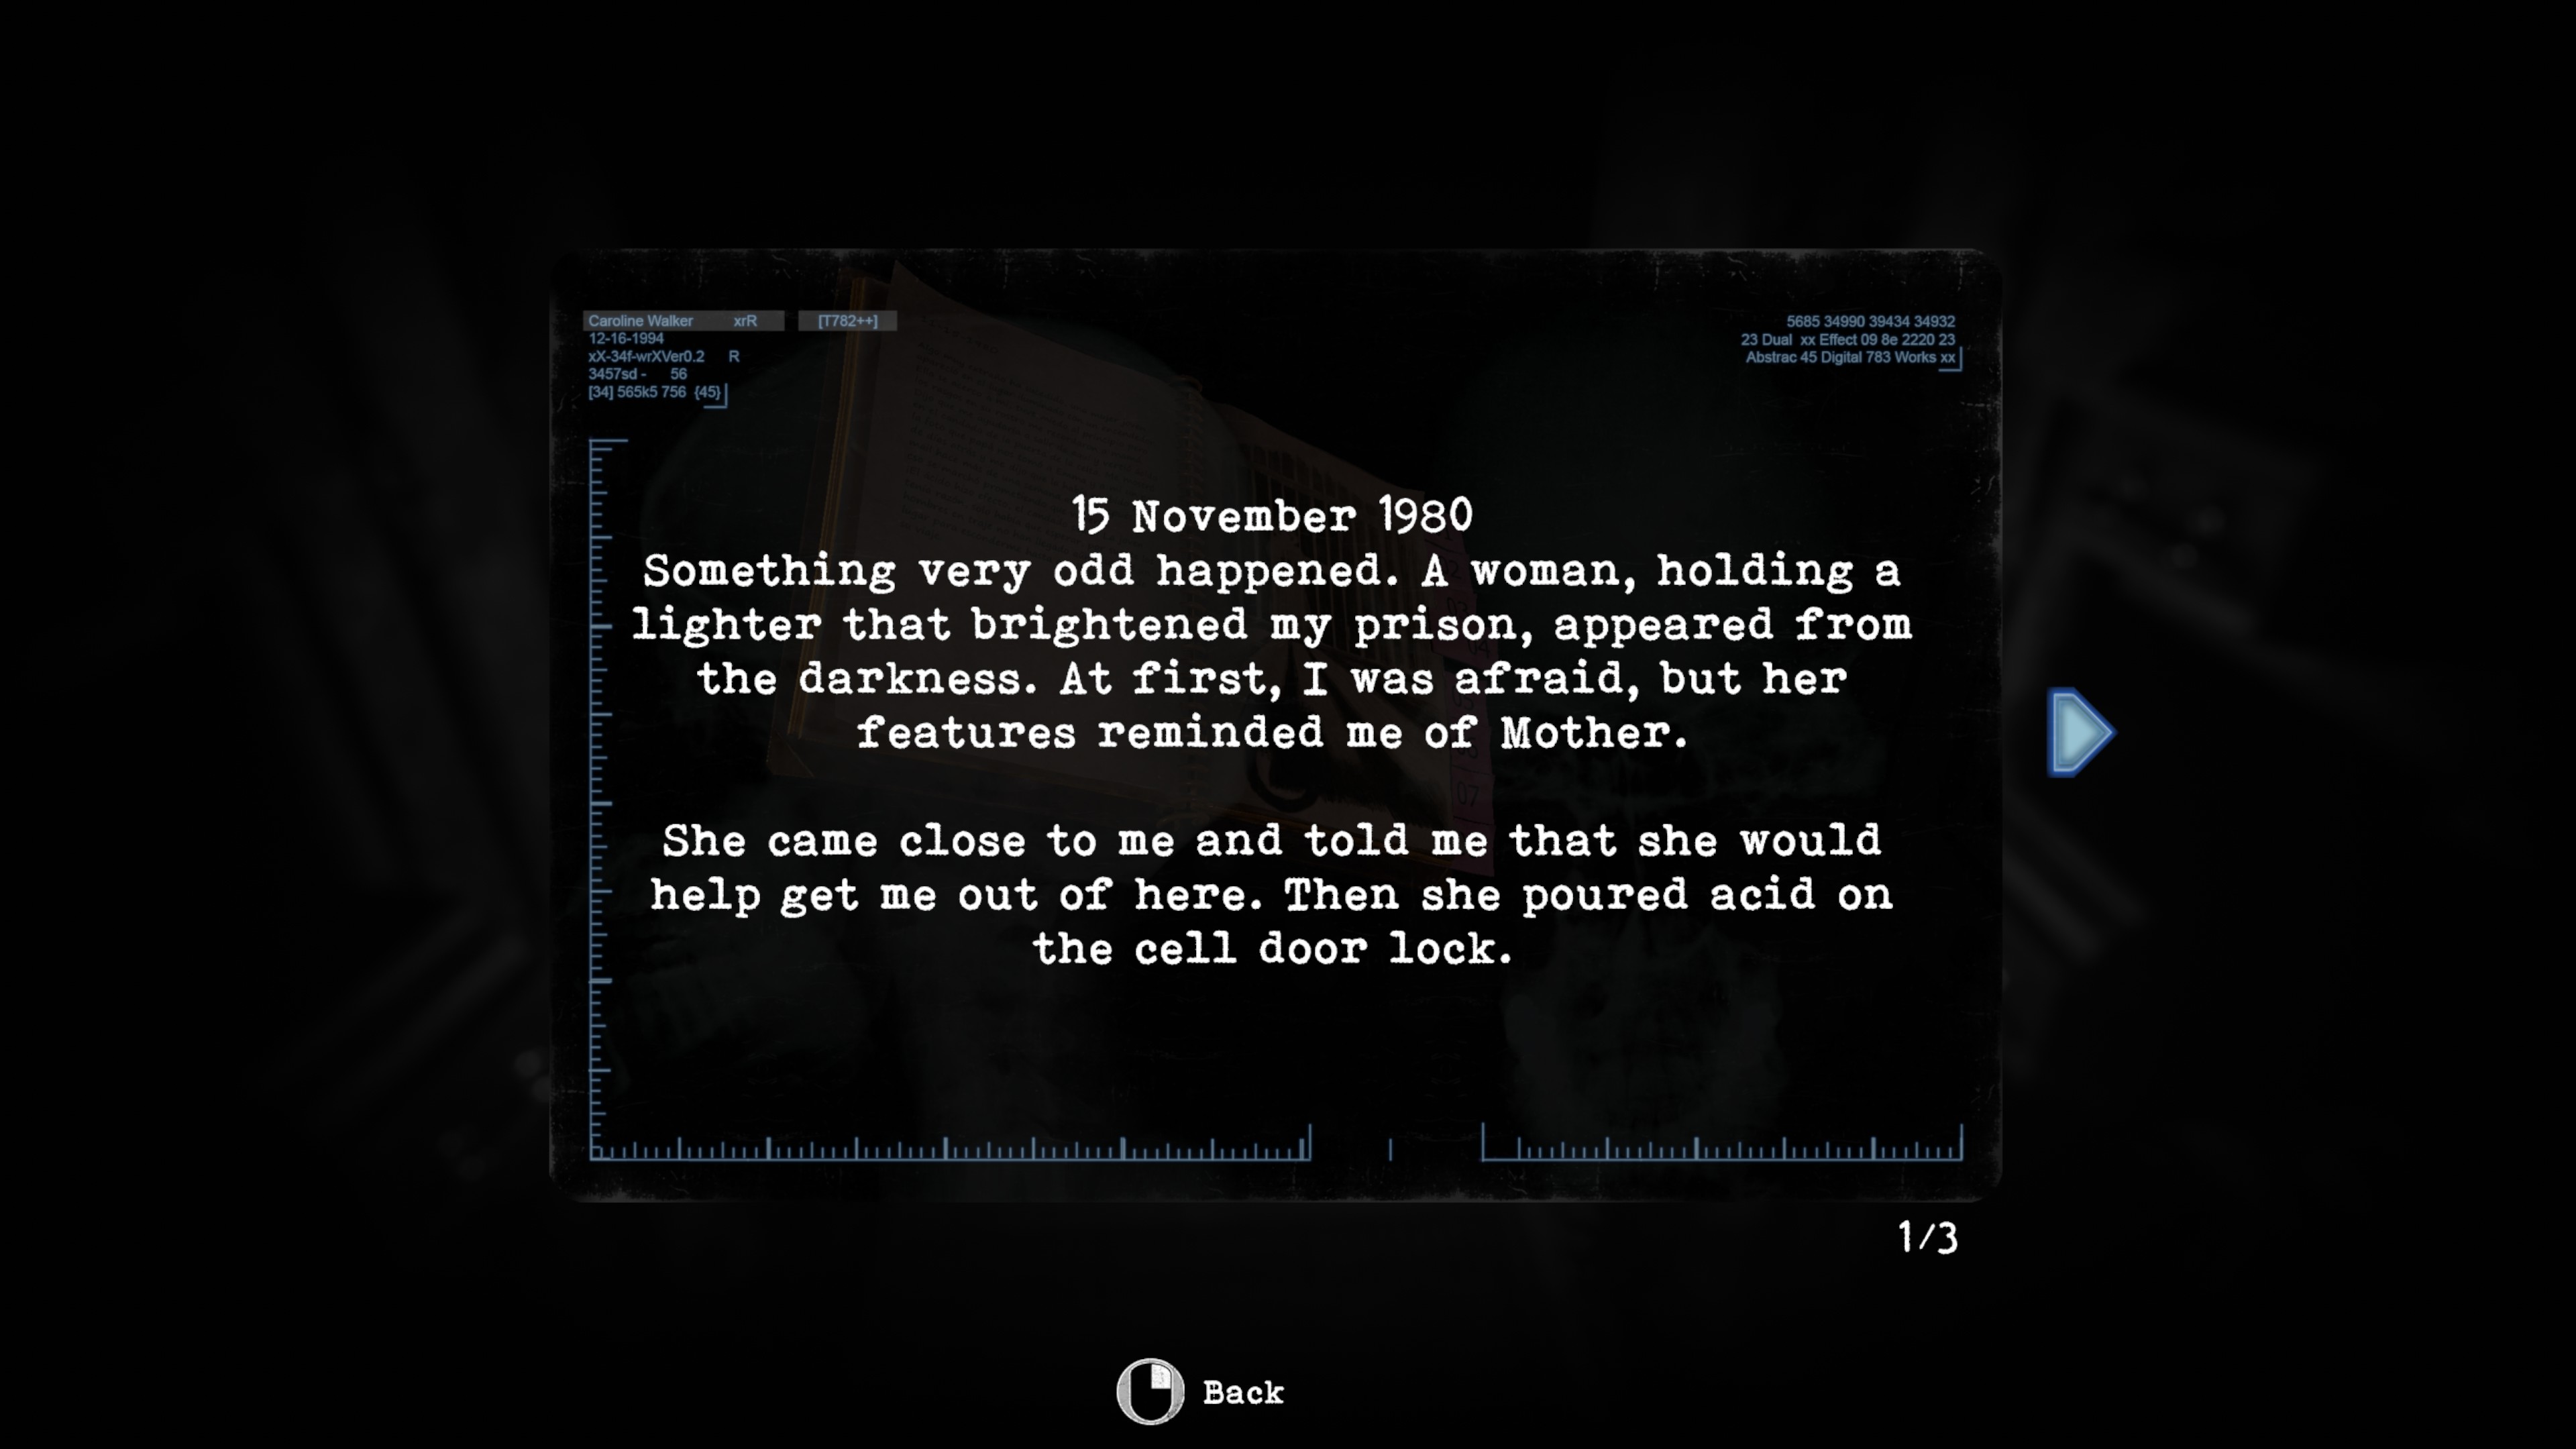 Caroline Walker xrR [T782++]
12-16-1994
xX-34f-wrXVer0.2 R
3457sd - 56
[34] 565k5 756 {45}
5685 34990 39434 34932
23 Dual xx Effect 09 8e 2220 23
Abstrac 45 Digital 783 Works xx
15 November 1980
Something very odd happened. A woman, holding a
lighter that brightened my prison, appeared from
the darkness. At first, I was afraid, but her
features reminded me of Mother.
She came close to me and told me that she would
help get me out of here. Then she poured acid on
the cell door lock.
1/3
Back